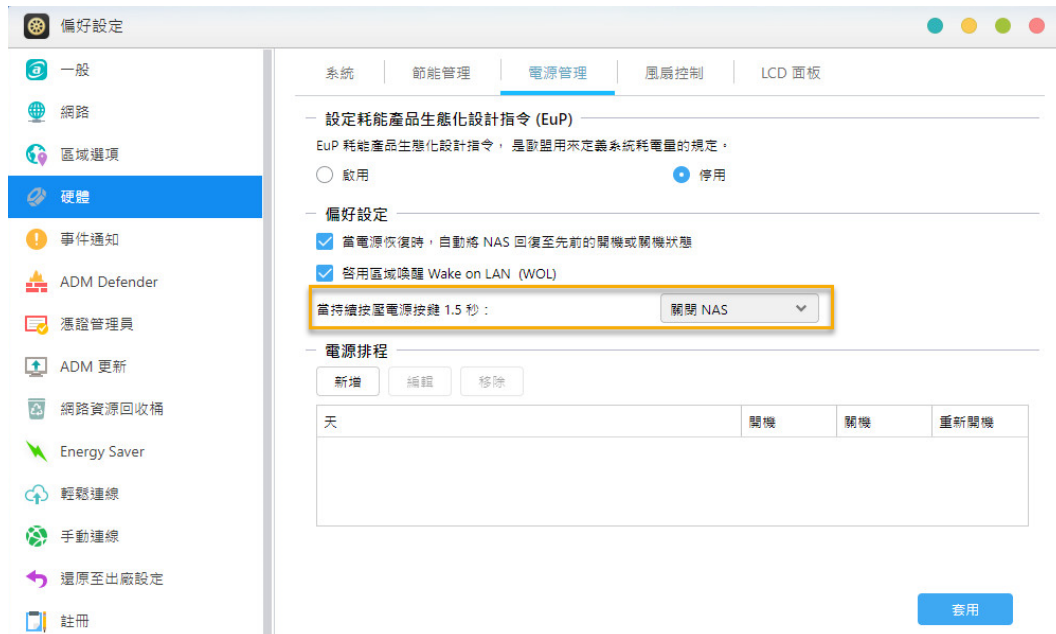 偏好設定
一般
網路
區域選項
硬體
事件通知
ADM Defender
憑證管理員
ADM 更新
網路資源回收桶
Energy Saver
輕鬆連線
手動連線
還原至出廠設定
註冊
系統 節能管理 電源管理 風扇控制 LCD 面板
設定耗能產品生態化設計指令 (EuP)
EuP 耗能產品生態化設計指令, 是歐盟用來定義系統耗電量的規定。
啟用 停用
偏好設定
當電源恢復時,自動將 NAS 回復至先前的開機或關機狀態
啓用區域喚醒 Wake on LAN (WOL)
當持續按壓電源按鍵 1.5 秒: 關閉 NAS
電源排程
新增 編輯 移除
天 開機 關機 重新開機
套用